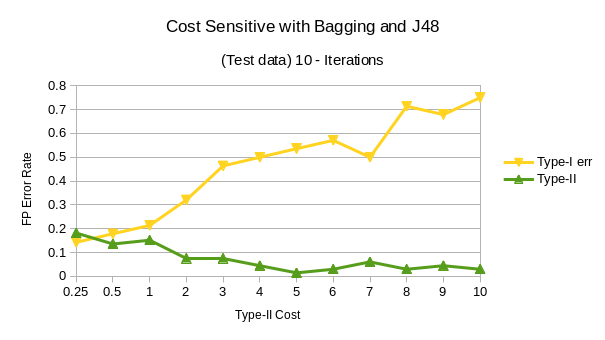 Cost Sensitive with Bagging and J48
(Test data) 10 - Iterations
FP Error Rate
0.8
0.7
0.6
0.5
0.4
0.3
0.2
0.1
0
0.25 0.5 1 2 3 4 5 6 7 8 9 10
Type-II Cost
Type-I err
Type-II